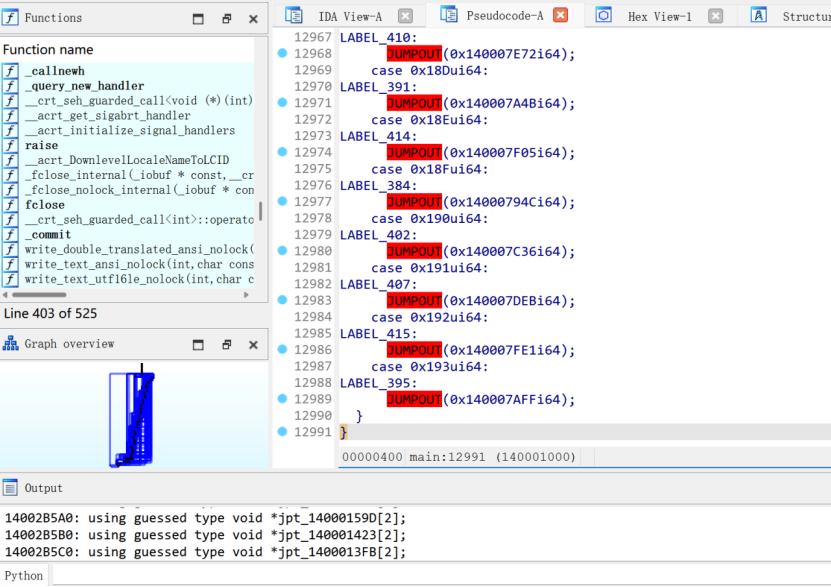 Functions
Function name
f _callnewh
f _query_new_handler
f __crt_seh_guarded_call<void (*)(int)
f __acrt_get_sigabrt_handler
f __acrt_initialize_signal_handlers
f raise
f __acrt_DownlevelLocaleNameToLCID
f _fclose_internal(_iobuf * const,__cr
f _fclose_nolock_internal(_iobuf * con
f fclose
f __crt_seh_guarded_call<int>::operato
f _commit
f write_double_translated_ansi_nolock(
f write_text_ansi_nolock(int,char cons
f write_text_utf16le_nolock(int,char c
Line 403 of 525
Graph overview
IDA View-A Pseudocode-A Hex View-1 Structur
12967 LABEL_410:
12968 JUMPOUT(0x140007E72i64);
12969 case 0x18Dui64:
12970 LABEL_391:
12971 JUMPOUT(0x140007A4Bi64);
12972 case 0x18Eui64:
12973 LABEL_414:
12974 JUMPOUT(0x140007F05i64);
12975 case 0x18Fui64:
12976 LABEL_384:
12977 JUMPOUT(0x14000794Ci64);
12978 case 0x190ui64:
12979 LABEL_402:
12980 JUMPOUT(0x140007C36i64);
12981 case 0x191ui64:
12982 LABEL_407:
12983 JUMPOUT(0x140007DEBi64);
12984 case 0x192ui64:
12985 LABEL_415:
12986 JUMPOUT(0x140007FE1i64);
12987 case 0x193ui64:
12988 LABEL_395:
12989 JUMPOUT(0x140007AFFi64);
12990 }
12991 }
00000400 main:12991 (140001000)
Output
14002B5A0: using guessed type void *jpt_14000159D[2];
14002B5B0: using guessed type void *jpt_140001423[2];
14002B5C0: using guessed type void *jpt_1400013FB[2];
Python